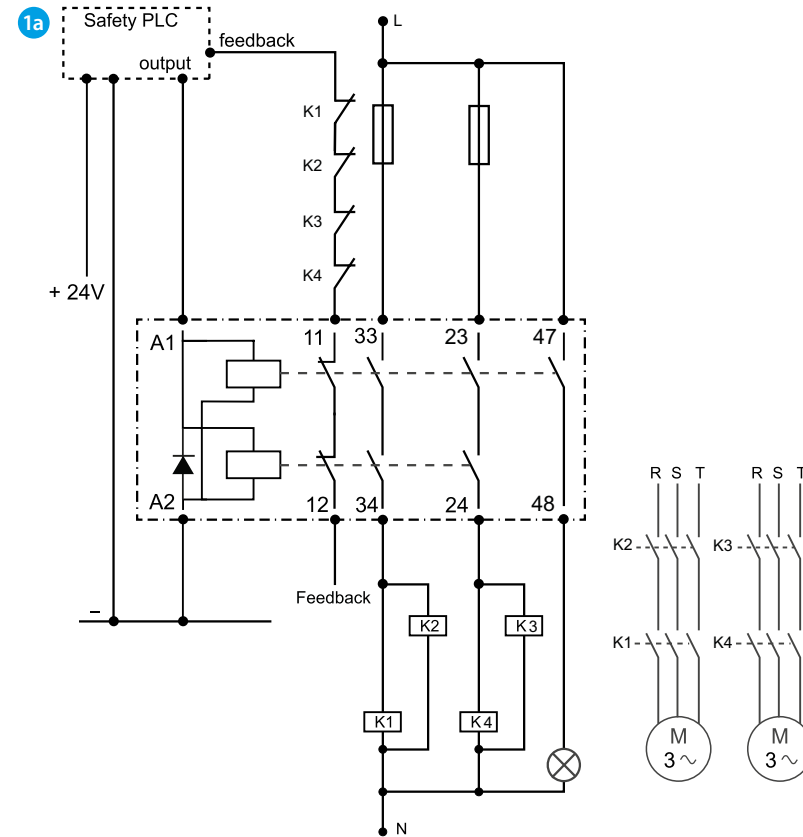 1a
Safety PLC
L
feedback
output
K1
K2
K3
K4
+ 24V
A1 11 33 23 47
A2 12 34 24 48
R S T R S T
K2 K3
Feedback
–
K2 K3
K1 K4
K1 K4
M M
3 ~ 3 ~
N